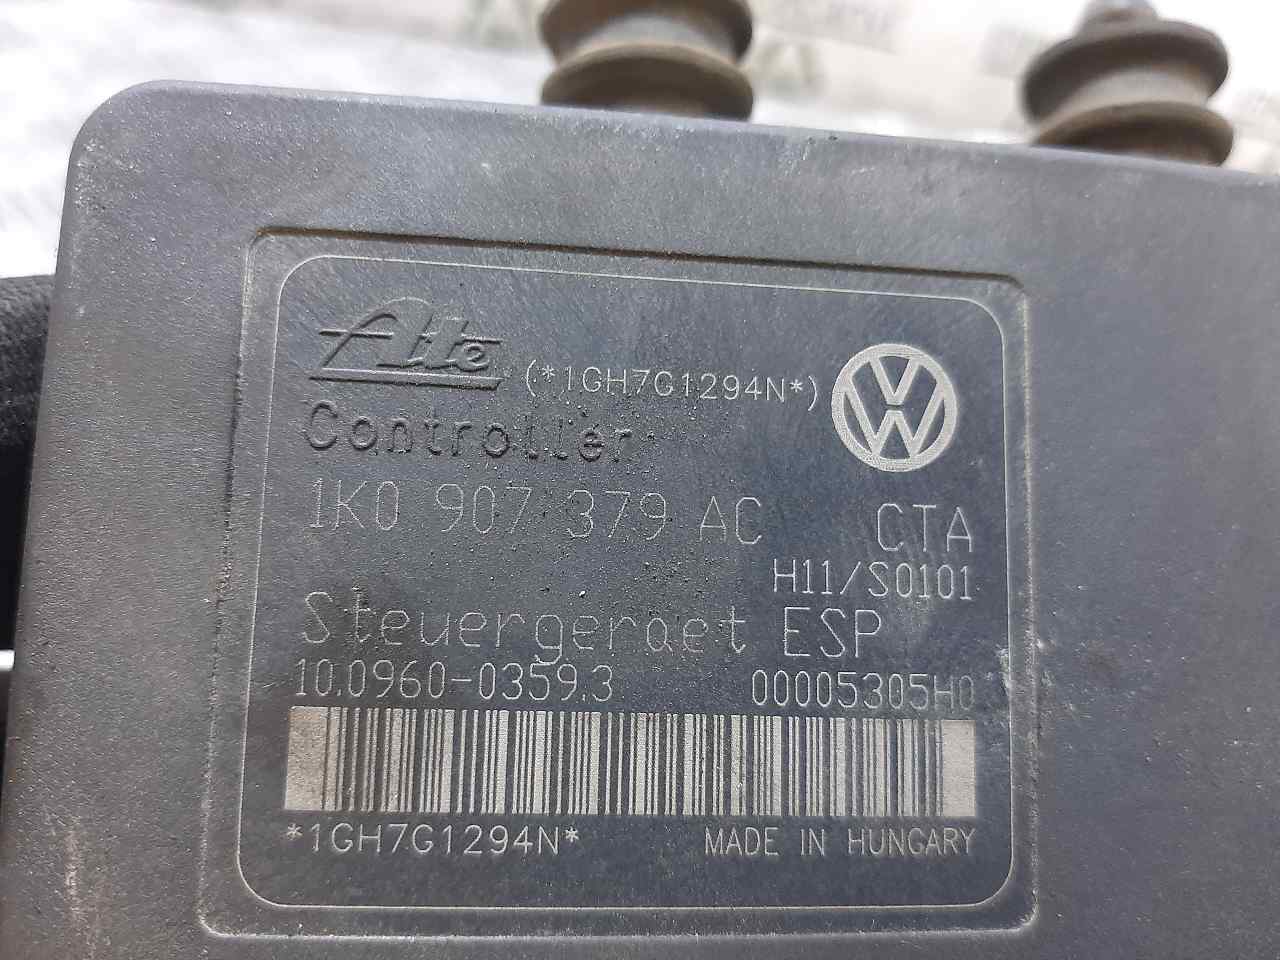 Ate (*1GH7G1294N*)
Controller
1K0 907 379 AC CTA
H11/S0101
Steuergeraet ESP
10.0960-0359.3 00005305H0
*1GH7G1294N* MADE IN HUNGARY